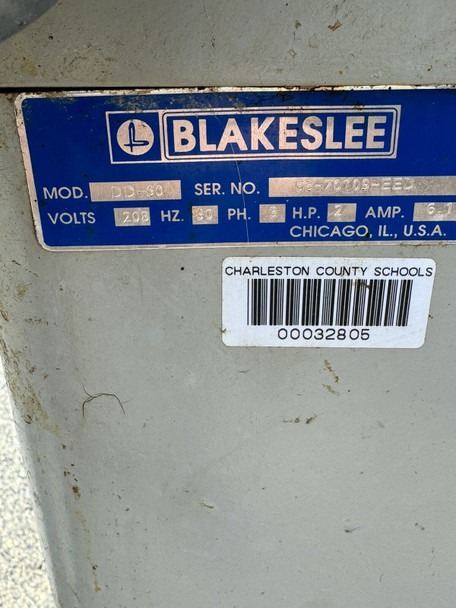 BLAKESLEE
MOD. DD-60 SER. NO.
VOLTS 208 HZ. 60 PH. 3 H.P. 2 AMP.
CHICAGO, IL., U.S.A.
CHARLESTON COUNTY SCHOOLS
00032805